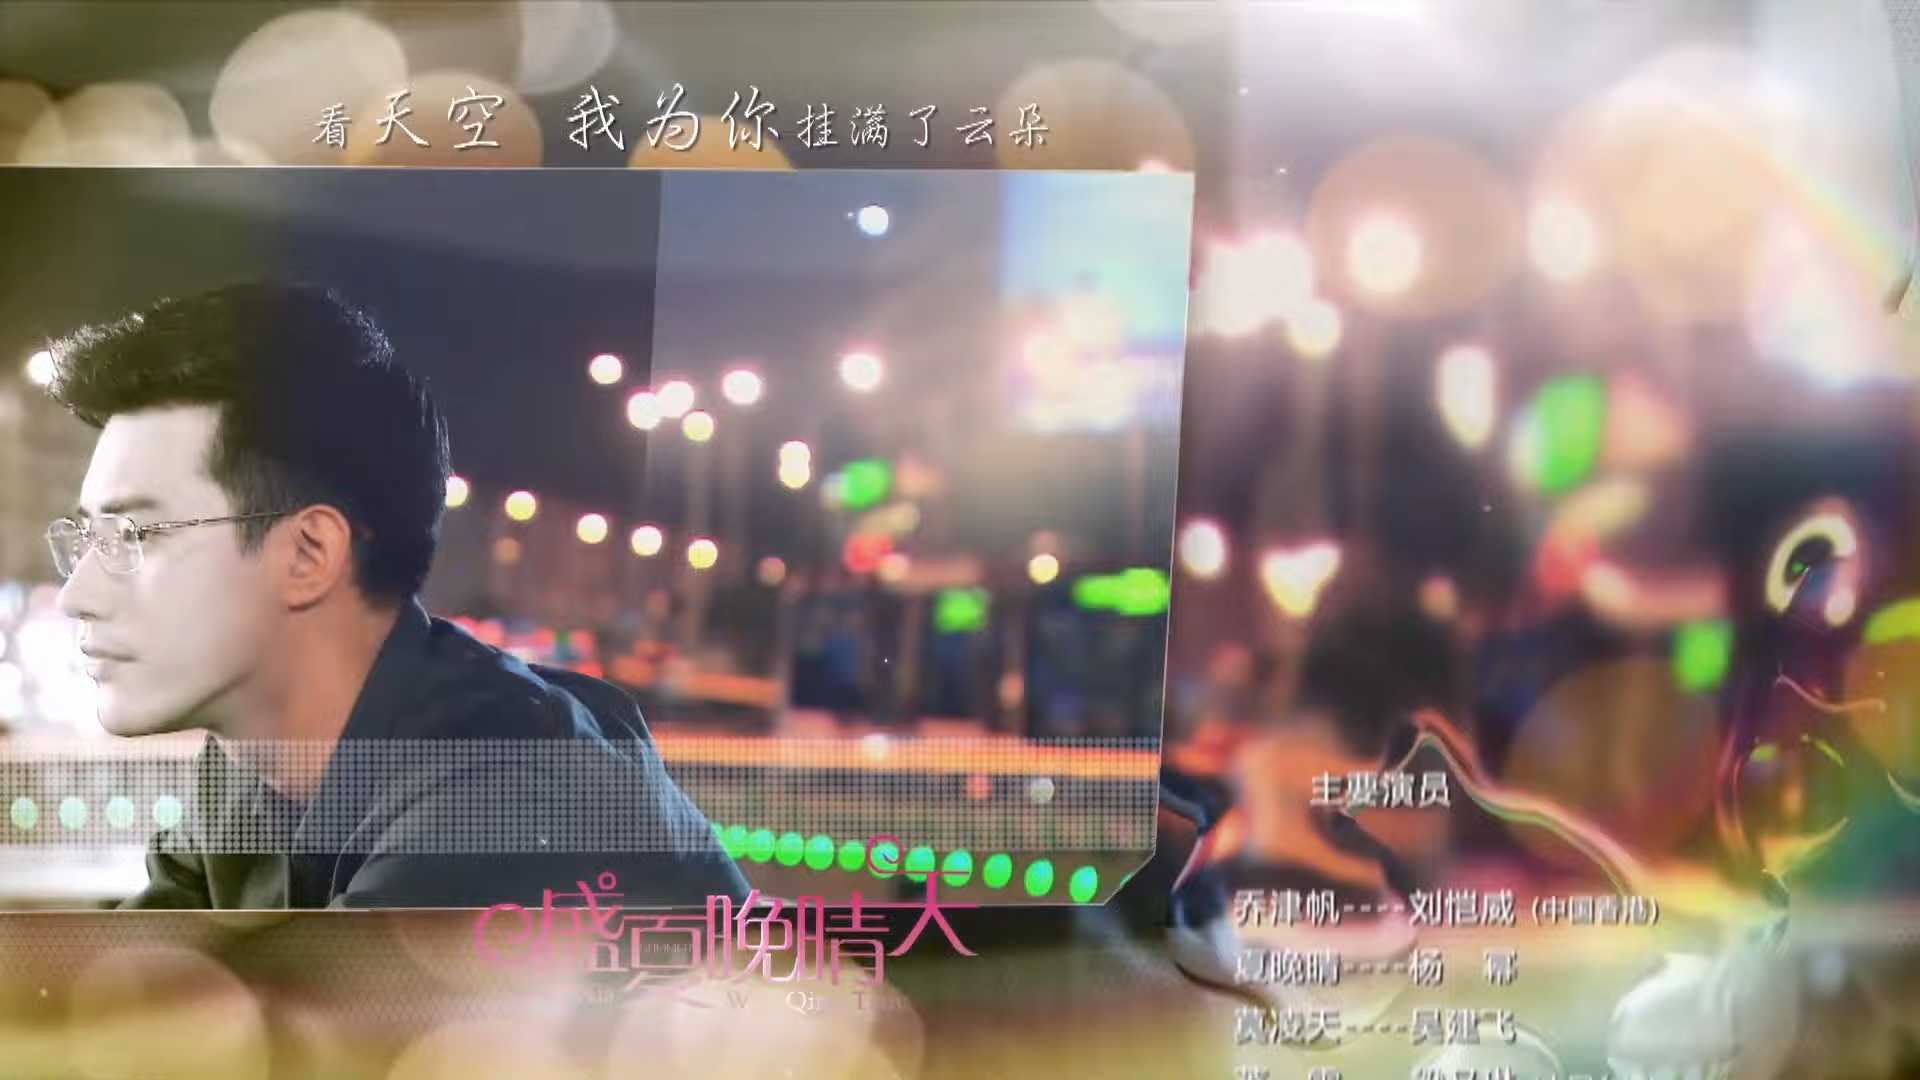 看天空 我为你挂满了云朵
主要演员
盛夏晚晴天
乔津帆----刘恺威（中国香港）
夏晚晴----杨　幂
莫凌天----吴建飞